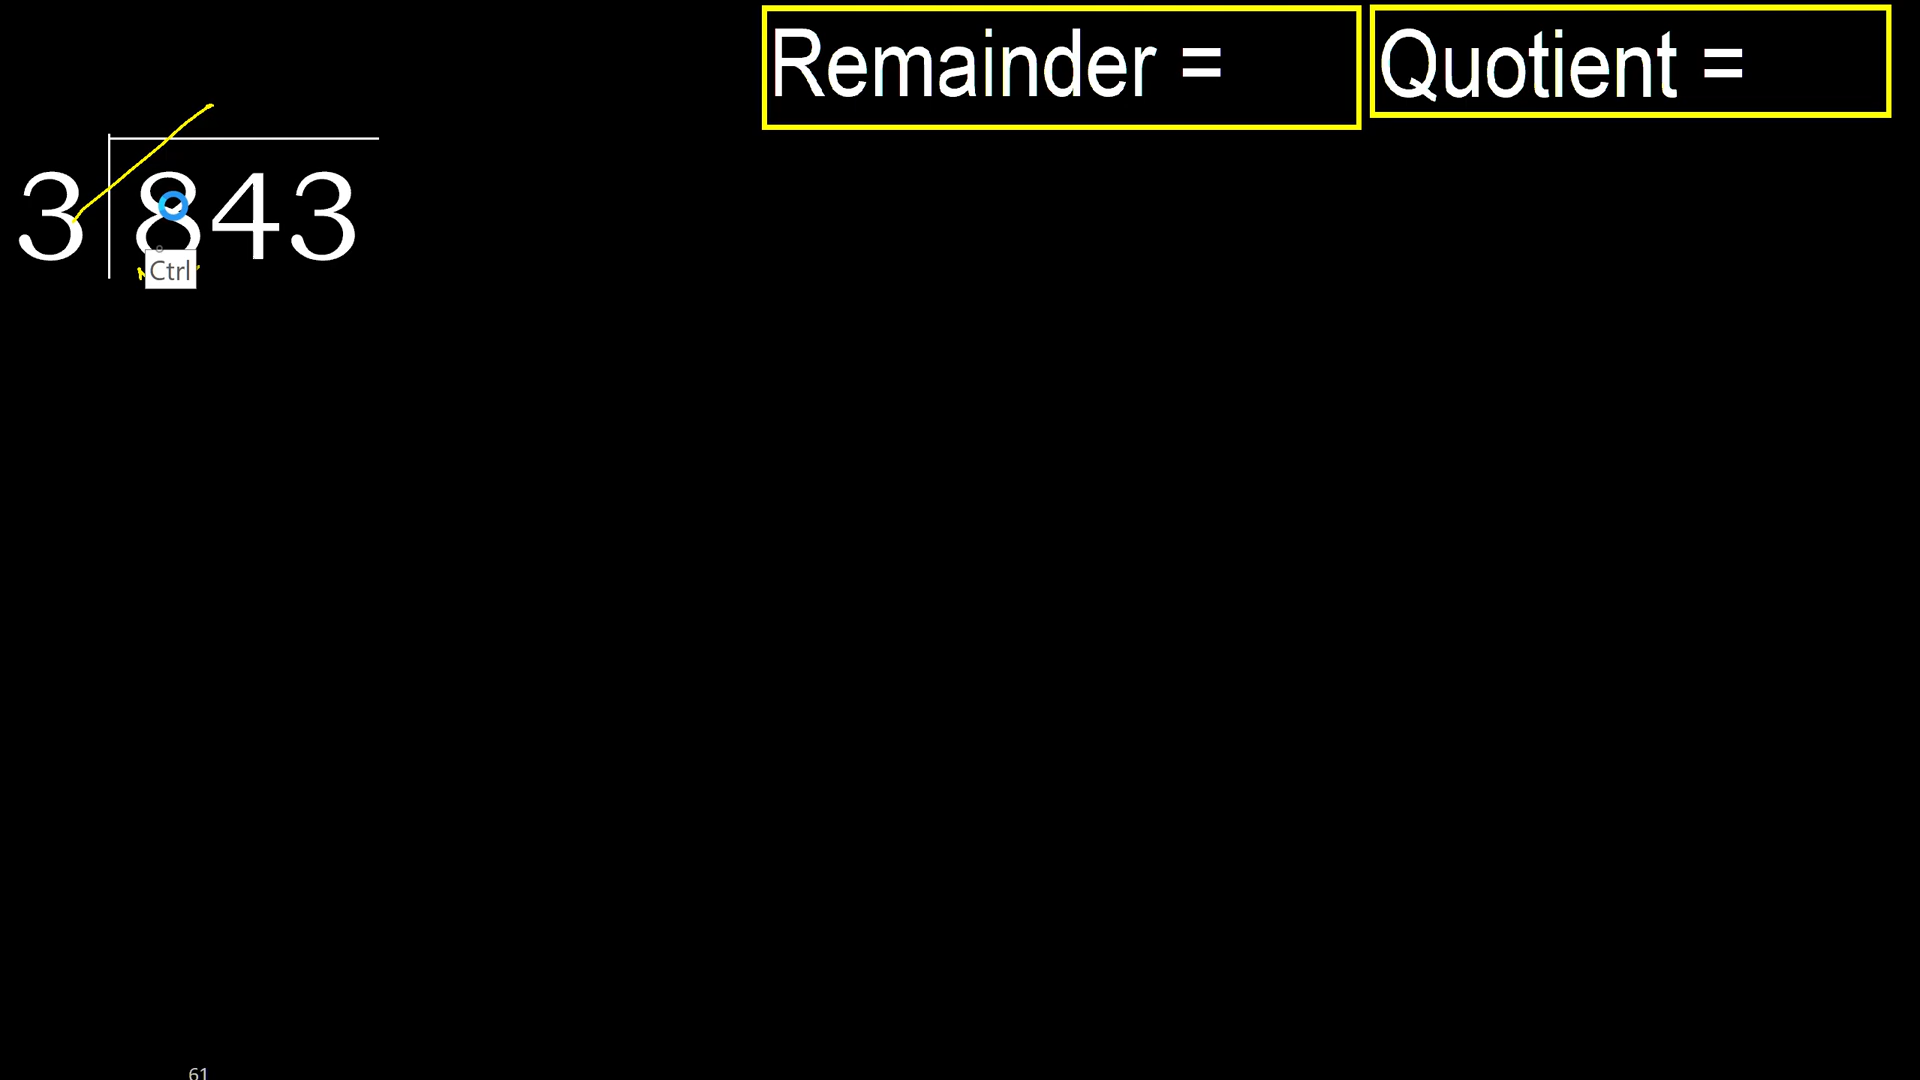 Remainder =
Quotient =
3 843
Ctrl
61